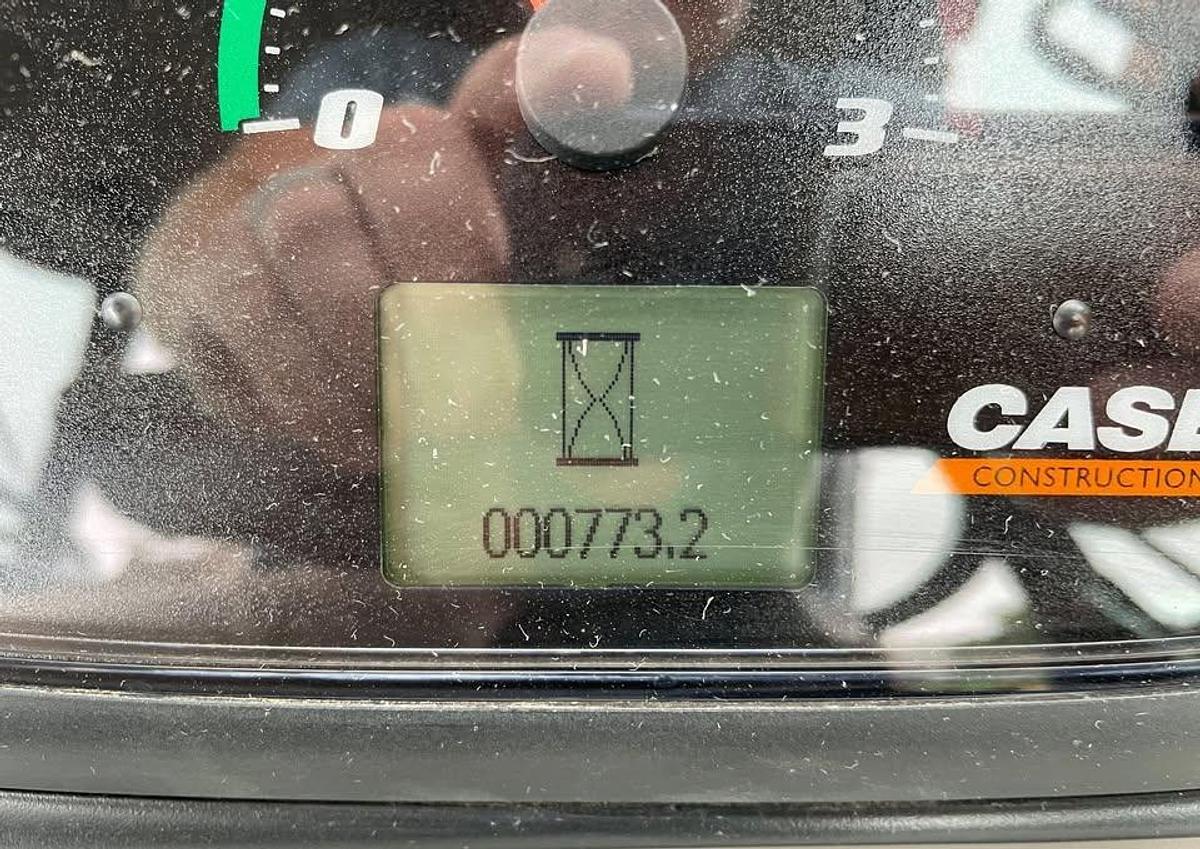 0
3
CASE
CONSTRUCTION
000773.2